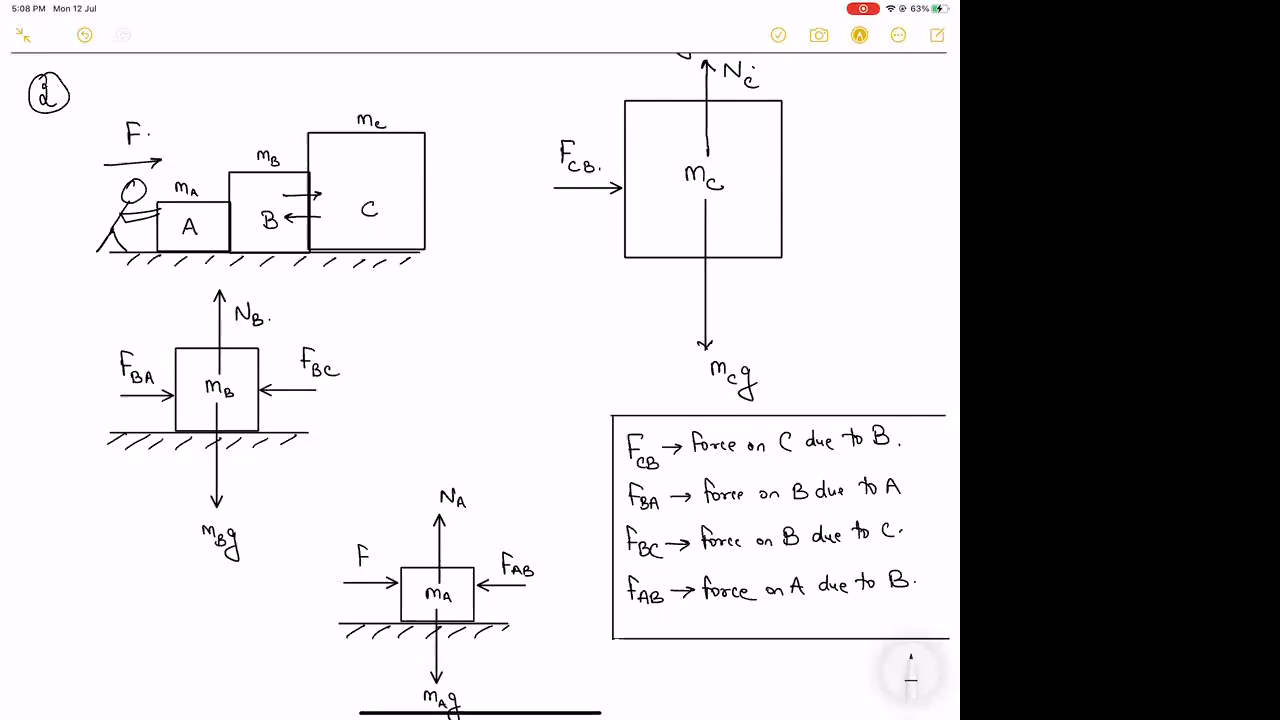 5:08 PM Mon 12 Jul
63%
F.
m_A
m_B
m_C
A
B
C
N_C
F_CB.
m_C
m_Cg
N_B.
F_BA
F_BC
m_B
m_Bg
N_A
F
F_AB
m_A
m_Ag
F_CB → force on C due to B.
F_BA → force on B due to A
F_BC → force on B due to C.
F_AB → force on A due to B.